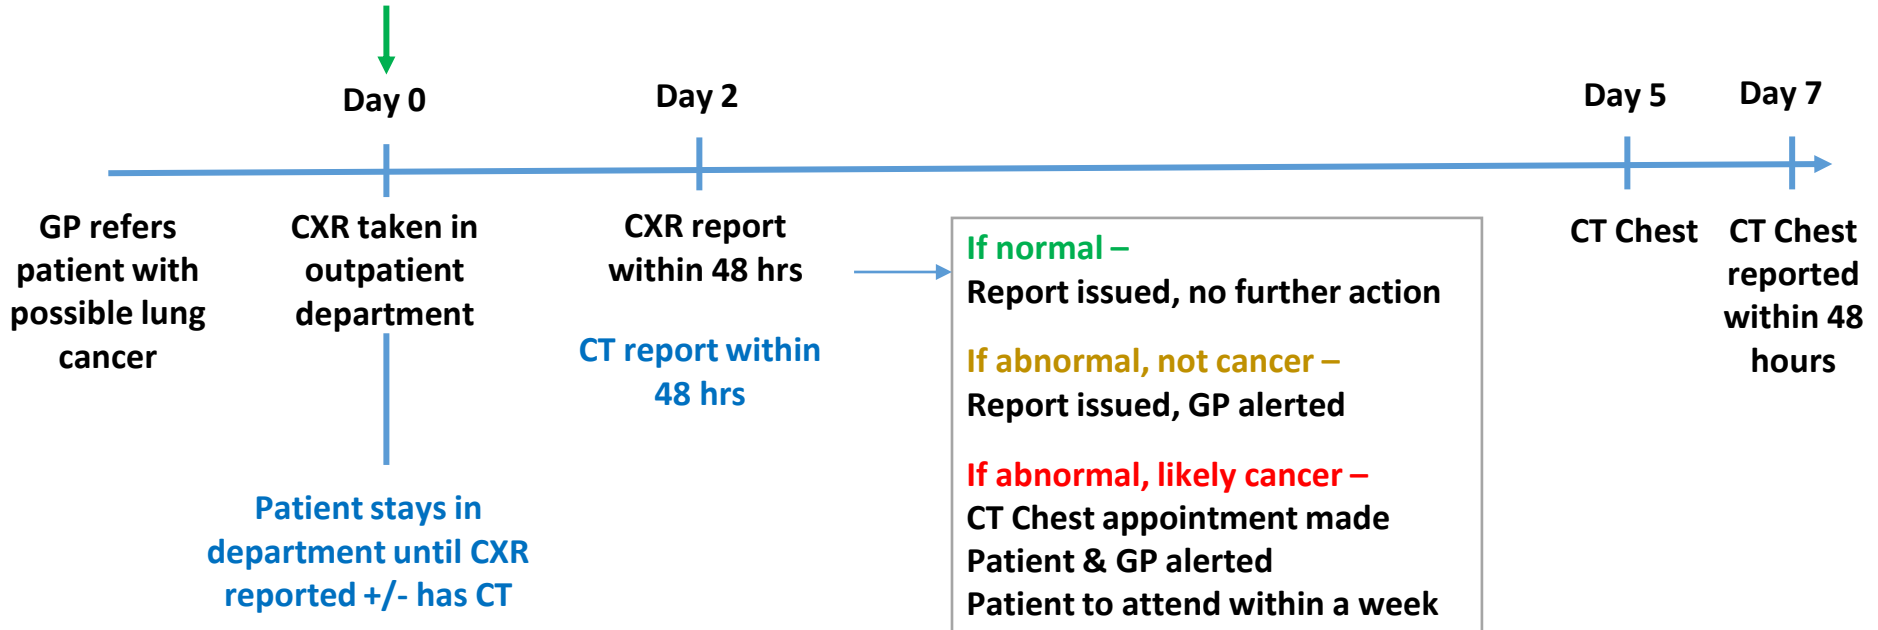 Day 0
Day 2
Day 5
Day 7
GP refers
patient with
possible lung
cancer
CXR taken in
outpatient
department
Patient stays in
department until CXR
reported +/- has CT
CXR report
within 48 hrs
CT report within
48 hrs
If normal –
Report issued, no further action
If abnormal, not cancer –
Report issued, GP alerted
If abnormal, likely cancer –
CT Chest appointment made
Patient & GP alerted
Patient to attend within a week
CT Chest
CT Chest
reported
within 48
hours